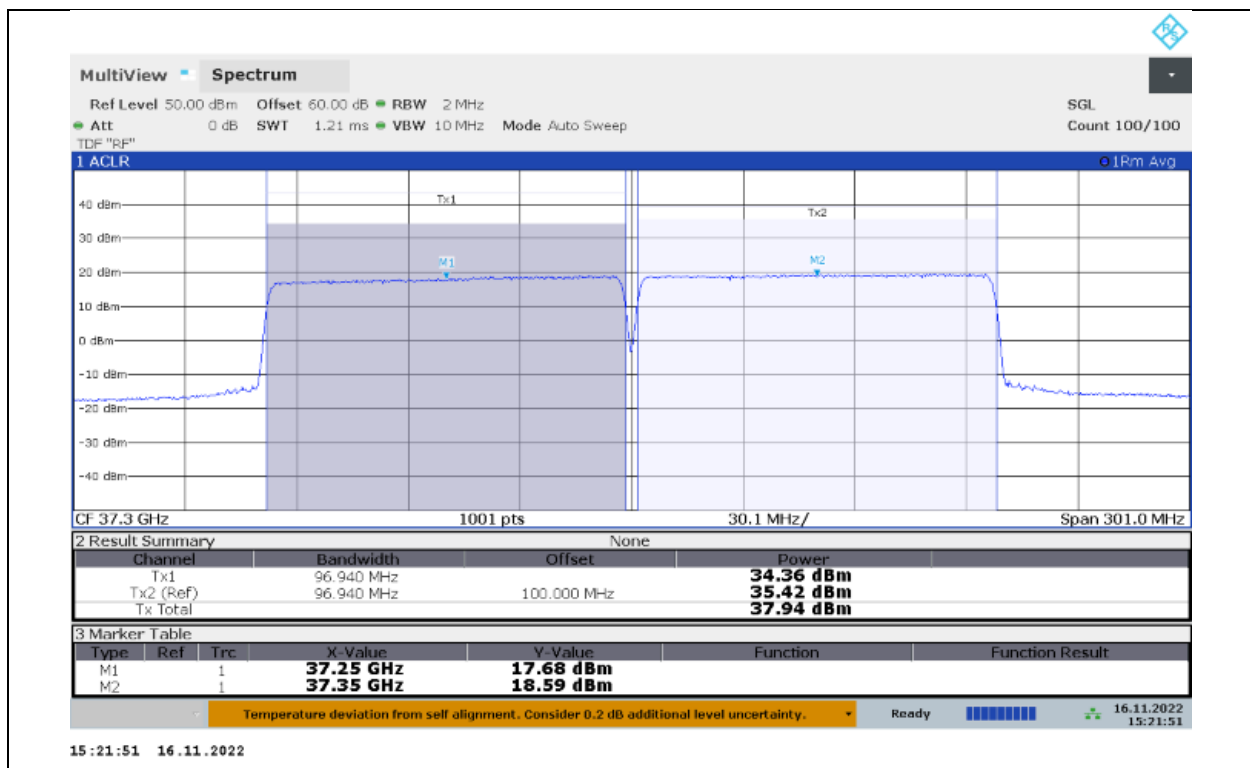 R&S
MultiView Spectrum
Ref Level 50.00 dBm Offset 60.00 dB RBW 2 MHz SGL
Att 0 dB SWT 1.21 ms VBW 10 MHz Mode Auto Sweep Count 100/100
TDF "RF"
1 ACLR 1Rm Avg
Tx1
40 dBm
Tx2
30 dBm
M1
M2
20 dBm
10 dBm
0 dBm
-10 dBm
-20 dBm
-30 dBm
-40 dBm
CF 37.3 GHz 1001 pts 30.1 MHz/ Span 301.0 MHz
2 Result Summary None
Channel Bandwidth Offset Power
Tx1 96.940 MHz 34.36 dBm
Tx2 (Ref) 96.940 MHz 100.000 MHz 35.42 dBm
Tx Total 37.94 dBm
3 Marker Table
Type Ref Trc X-Value Y-Value Function Function Result
M1 1 37.25 GHz 17.68 dBm
M2 1 37.35 GHz 18.59 dBm
Temperature deviation from self alignment. Consider 0.2 dB additional level uncertainty. Ready 16.11.2022
15:21:51
15:21:51 16.11.2022